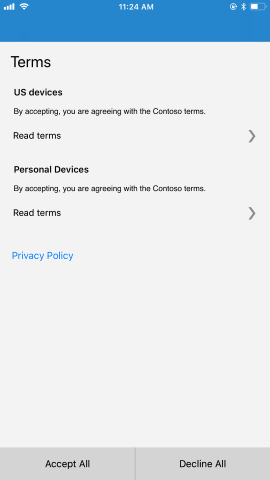 11:24 AM
Terms
US devices
By accepting, you are agreeing with the Contoso terms.
Read terms
Personal Devices
By accepting, you are agreeing with the Contoso terms.
Read terms
Privacy Policy
Accept All
Decline All